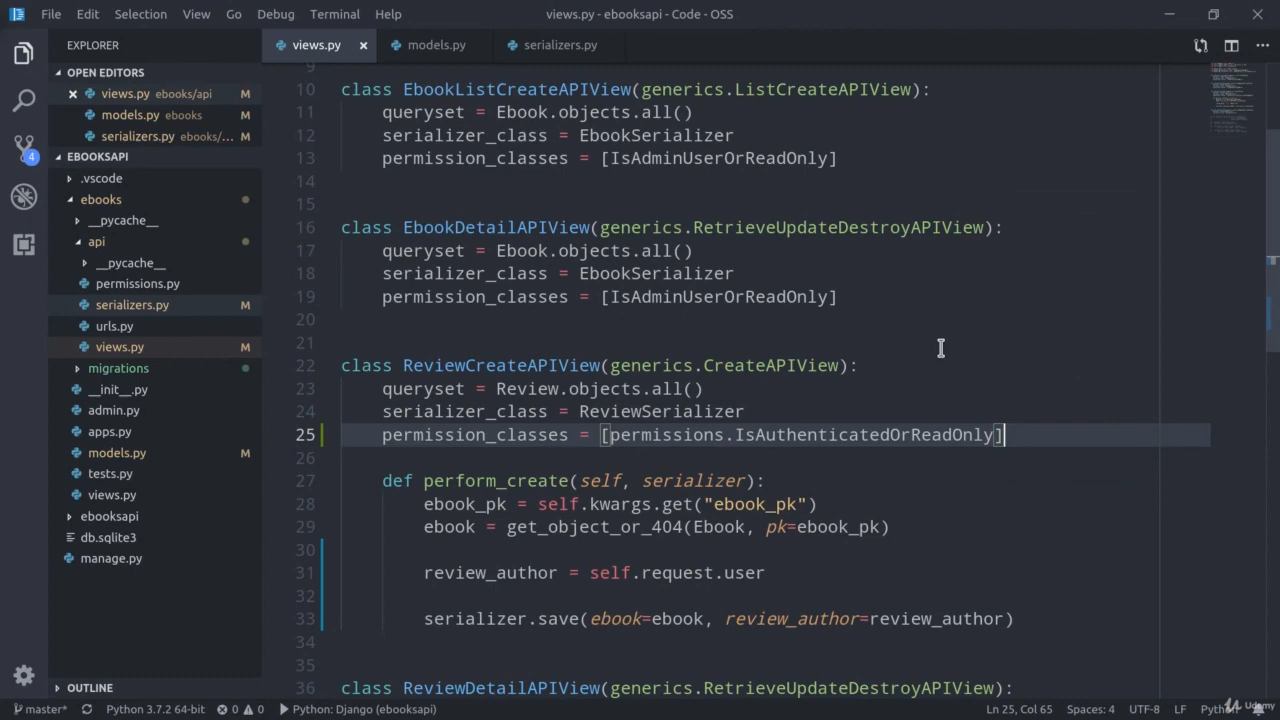 File Edit Selection View Go Debug Terminal Help views.py - ebooksapi - Code - OSS
EXPLORER
OPEN EDITORS
views.py ebooks/api M
models.py ebooks M
serializers.py ebooks/... M
EBOOKSAPI
.vscode
ebooks
__pycache__
api
__pycache__
permissions.py
serializers.py M
urls.py
views.py M
migrations
__init__.py
admin.py
apps.py
models.py M
tests.py
views.py
ebooksapi
db.sqlite3
manage.py
OUTLINE
4
views.py models.py serializers.py
9
10 class EbookListCreateAPIView(generics.ListCreateAPIView):
11 queryset = Ebook.objects.all()
12 serializer_class = EbookSerializer
13 permission_classes = [IsAdminUserOrReadOnly]
14
15
16 class EbookDetailAPIView(generics.RetrieveUpdateDestroyAPIView):
17 queryset = Ebook.objects.all()
18 serializer_class = EbookSerializer
19 permission_classes = [IsAdminUserOrReadOnly]
20
21
22 class ReviewCreateAPIView(generics.CreateAPIView):
23 queryset = Review.objects.all()
24 serializer_class = ReviewSerializer
25 permission_classes = [permissions.IsAuthenticatedOrReadOnly]
26
27 def perform_create(self, serializer):
28 ebook_pk = self.kwargs.get("ebook_pk")
29 ebook = get_object_or_404(Ebook, pk=ebook_pk)
30
31 review_author = self.request.user
32
33 serializer.save(ebook=ebook, review_author=review_author)
34
35
36 class ReviewDetailAPIView(generics.RetrieveUpdateDestroyAPIView):
master* Python 3.7.2 64-bit 0 0 Python: Django (ebooksapi) Ln 25, Col 65 Spaces: 4 UTF-8 LF Python
Udemy